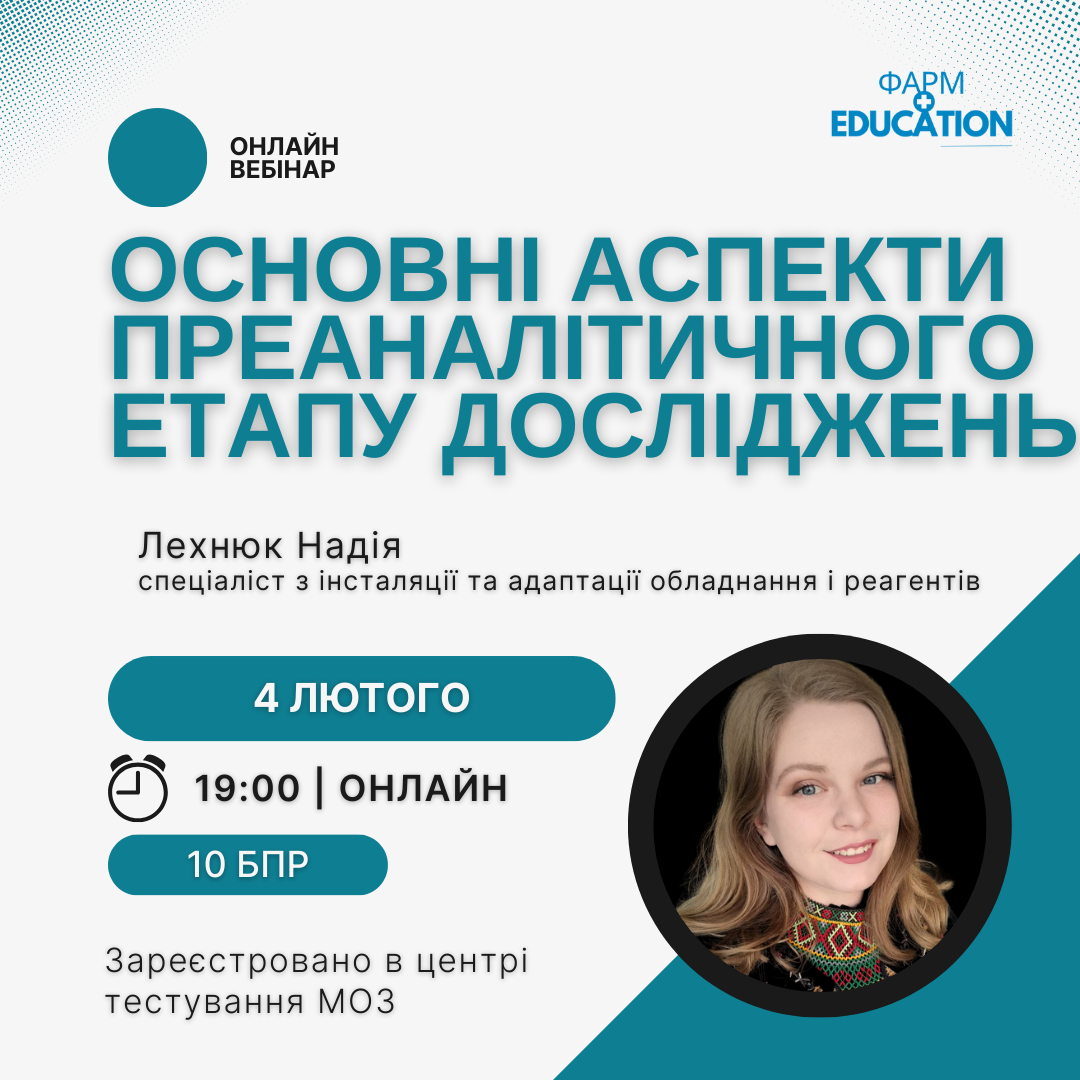 ФАРМ
EDUCATION
ОНЛАЙН
ВЕБІНАР
ОСНОВНІ АСПЕКТИ
ПРЕАНАЛІТИЧНОГО
ЕТАПУ ДОСЛІДЖЕНЬ
Лехнюк Надія
спеціаліст з інсталяції та адаптації обладнання і реагентів
4 ЛЮТОГО
19:00 | ОНЛАЙН
10 БПР
Зареєстровано в центрі
тестування МОЗ